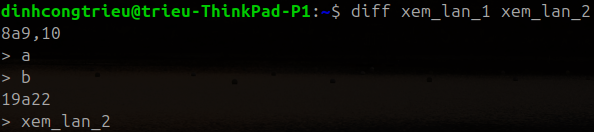 dinhcongtrieu@trieu-ThinkPad-P1:~$ diff xem_lan_1 xem_lan_2
8a9,10
> a
> b
19a22
> xem_lan_2